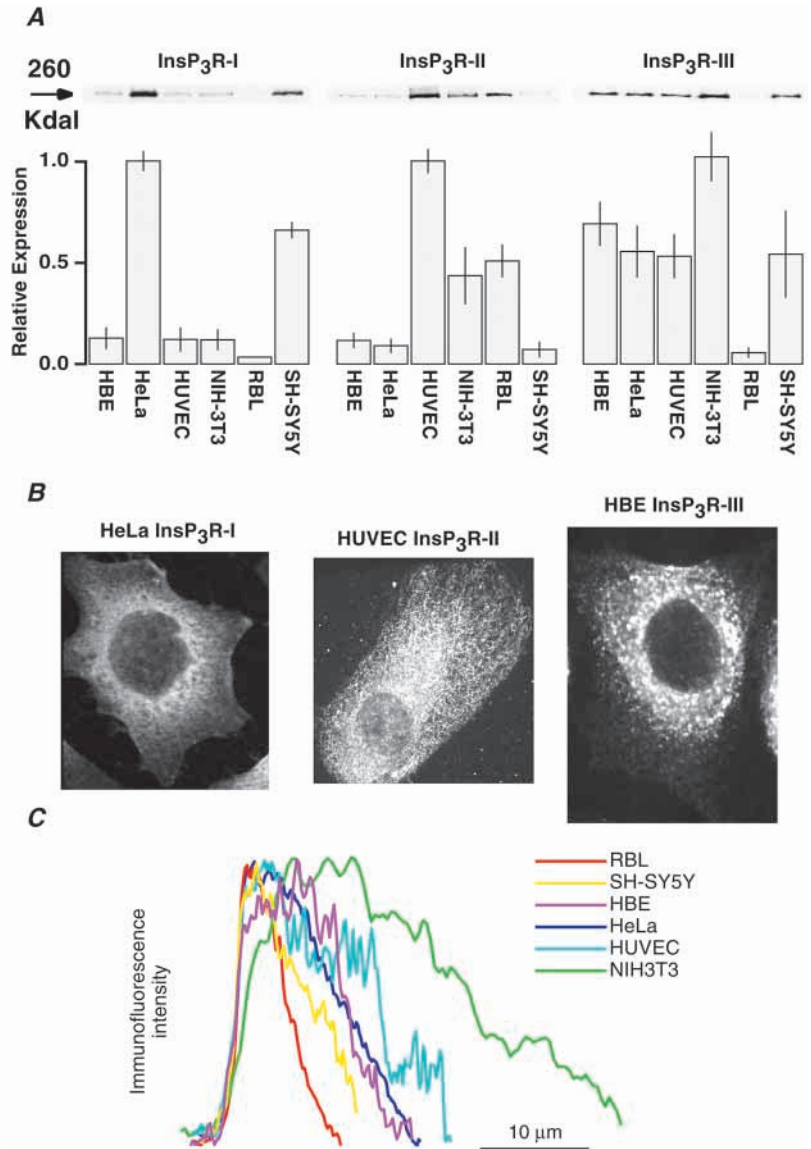 A
InsP3R-I InsP3R-II InsP3R-III
260
Kdal
Relative Expression
1.0
0.5
0.0
HBE HeLa HUVEC NIH-3T3 RBL SH-SY5Y HBE HeLa HUVEC NIH-3T3 RBL SH-SY5Y HBE HeLa HUVEC NIH-3T3 RBL SH-SY5Y
B
HeLa InsP3R-I HUVEC InsP3R-II HBE InsP3R-III
C
Immunofluorescence
intensity
RBL
SH-SY5Y
HBE
HeLa
HUVEC
NIH3T3
10 μm